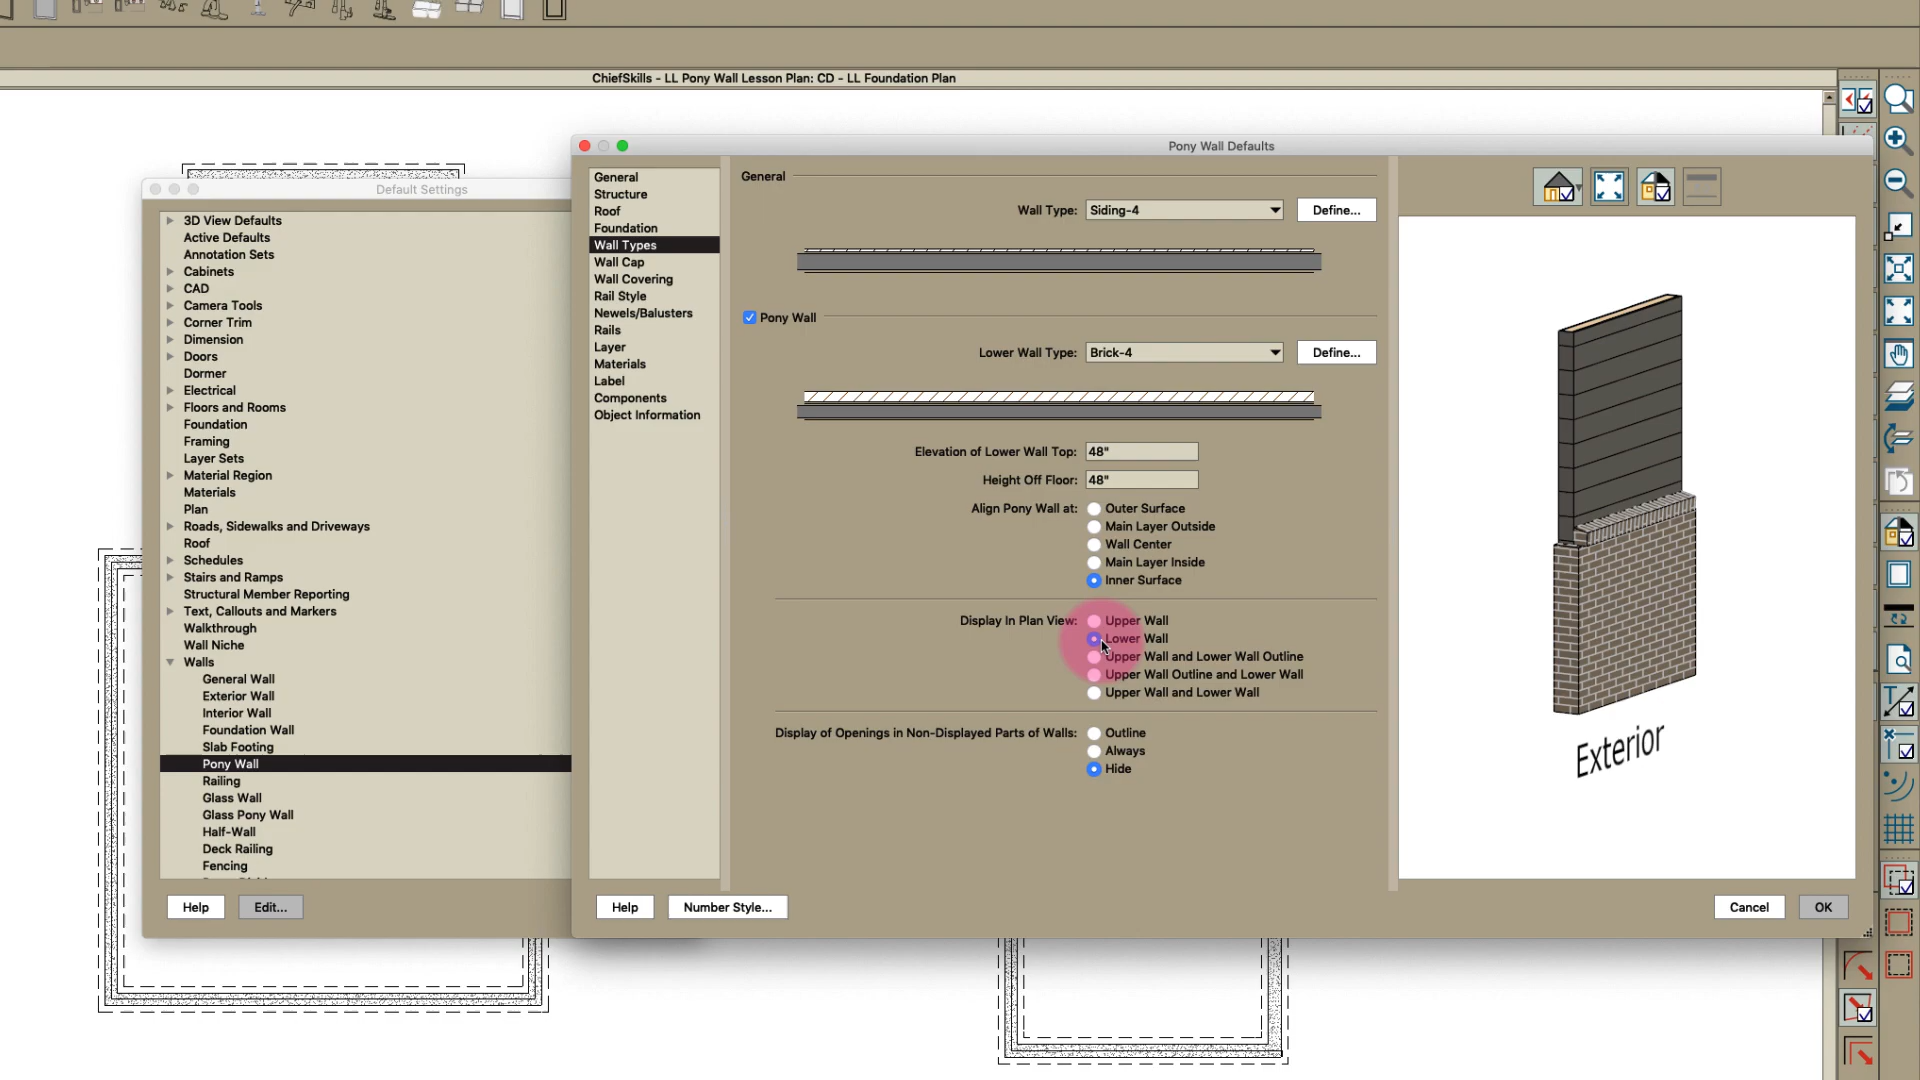 ChiefSkills - LL Pony Wall Lesson Plan: CD - LL Foundation Plan
Default Settings
3D View Defaults
Active Defaults
Annotation Sets
Cabinets
CAD
Camera Tools
Corner Trim
Dimension
Doors
Dormer
Electrical
Floors and Rooms
Foundation
Framing
Layer Sets
Material Region
Materials
Plan
Roads, Sidewalks and Driveways
Roof
Schedules
Stairs and Ramps
Structural Member Reporting
Text, Callouts and Markers
Walkthrough
Wall Niche
Walls
General Wall
Exterior Wall
Interior Wall
Foundation Wall
Slab Footing
Pony Wall
Railing
Glass Wall
Glass Pony Wall
Half-Wall
Deck Railing
Fencing
Help
Edit...
Pony Wall Defaults
General
Structure
Roof
Foundation
Wall Types
Wall Cap
Wall Covering
Rail Style
Newels/Balusters
Rails
Layer
Materials
Label
Components
Object Information
General
Wall Type: Siding-4 Define...
Pony Wall
Lower Wall Type: Brick-4 Define...
Elevation of Lower Wall Top: 48"
Height Off Floor: 48"
Align Pony Wall at: Outer Surface
Main Layer Outside
Wall Center
Main Layer Inside
Inner Surface
Display In Plan View: Upper Wall
Lower Wall
Upper Wall and Lower Wall Outline
Upper Wall Outline and Lower Wall
Upper Wall and Lower Wall
Display of Openings in Non-Displayed Parts of Walls: Outline
Always
Hide
Exterior
Help
Number Style...
Cancel
OK